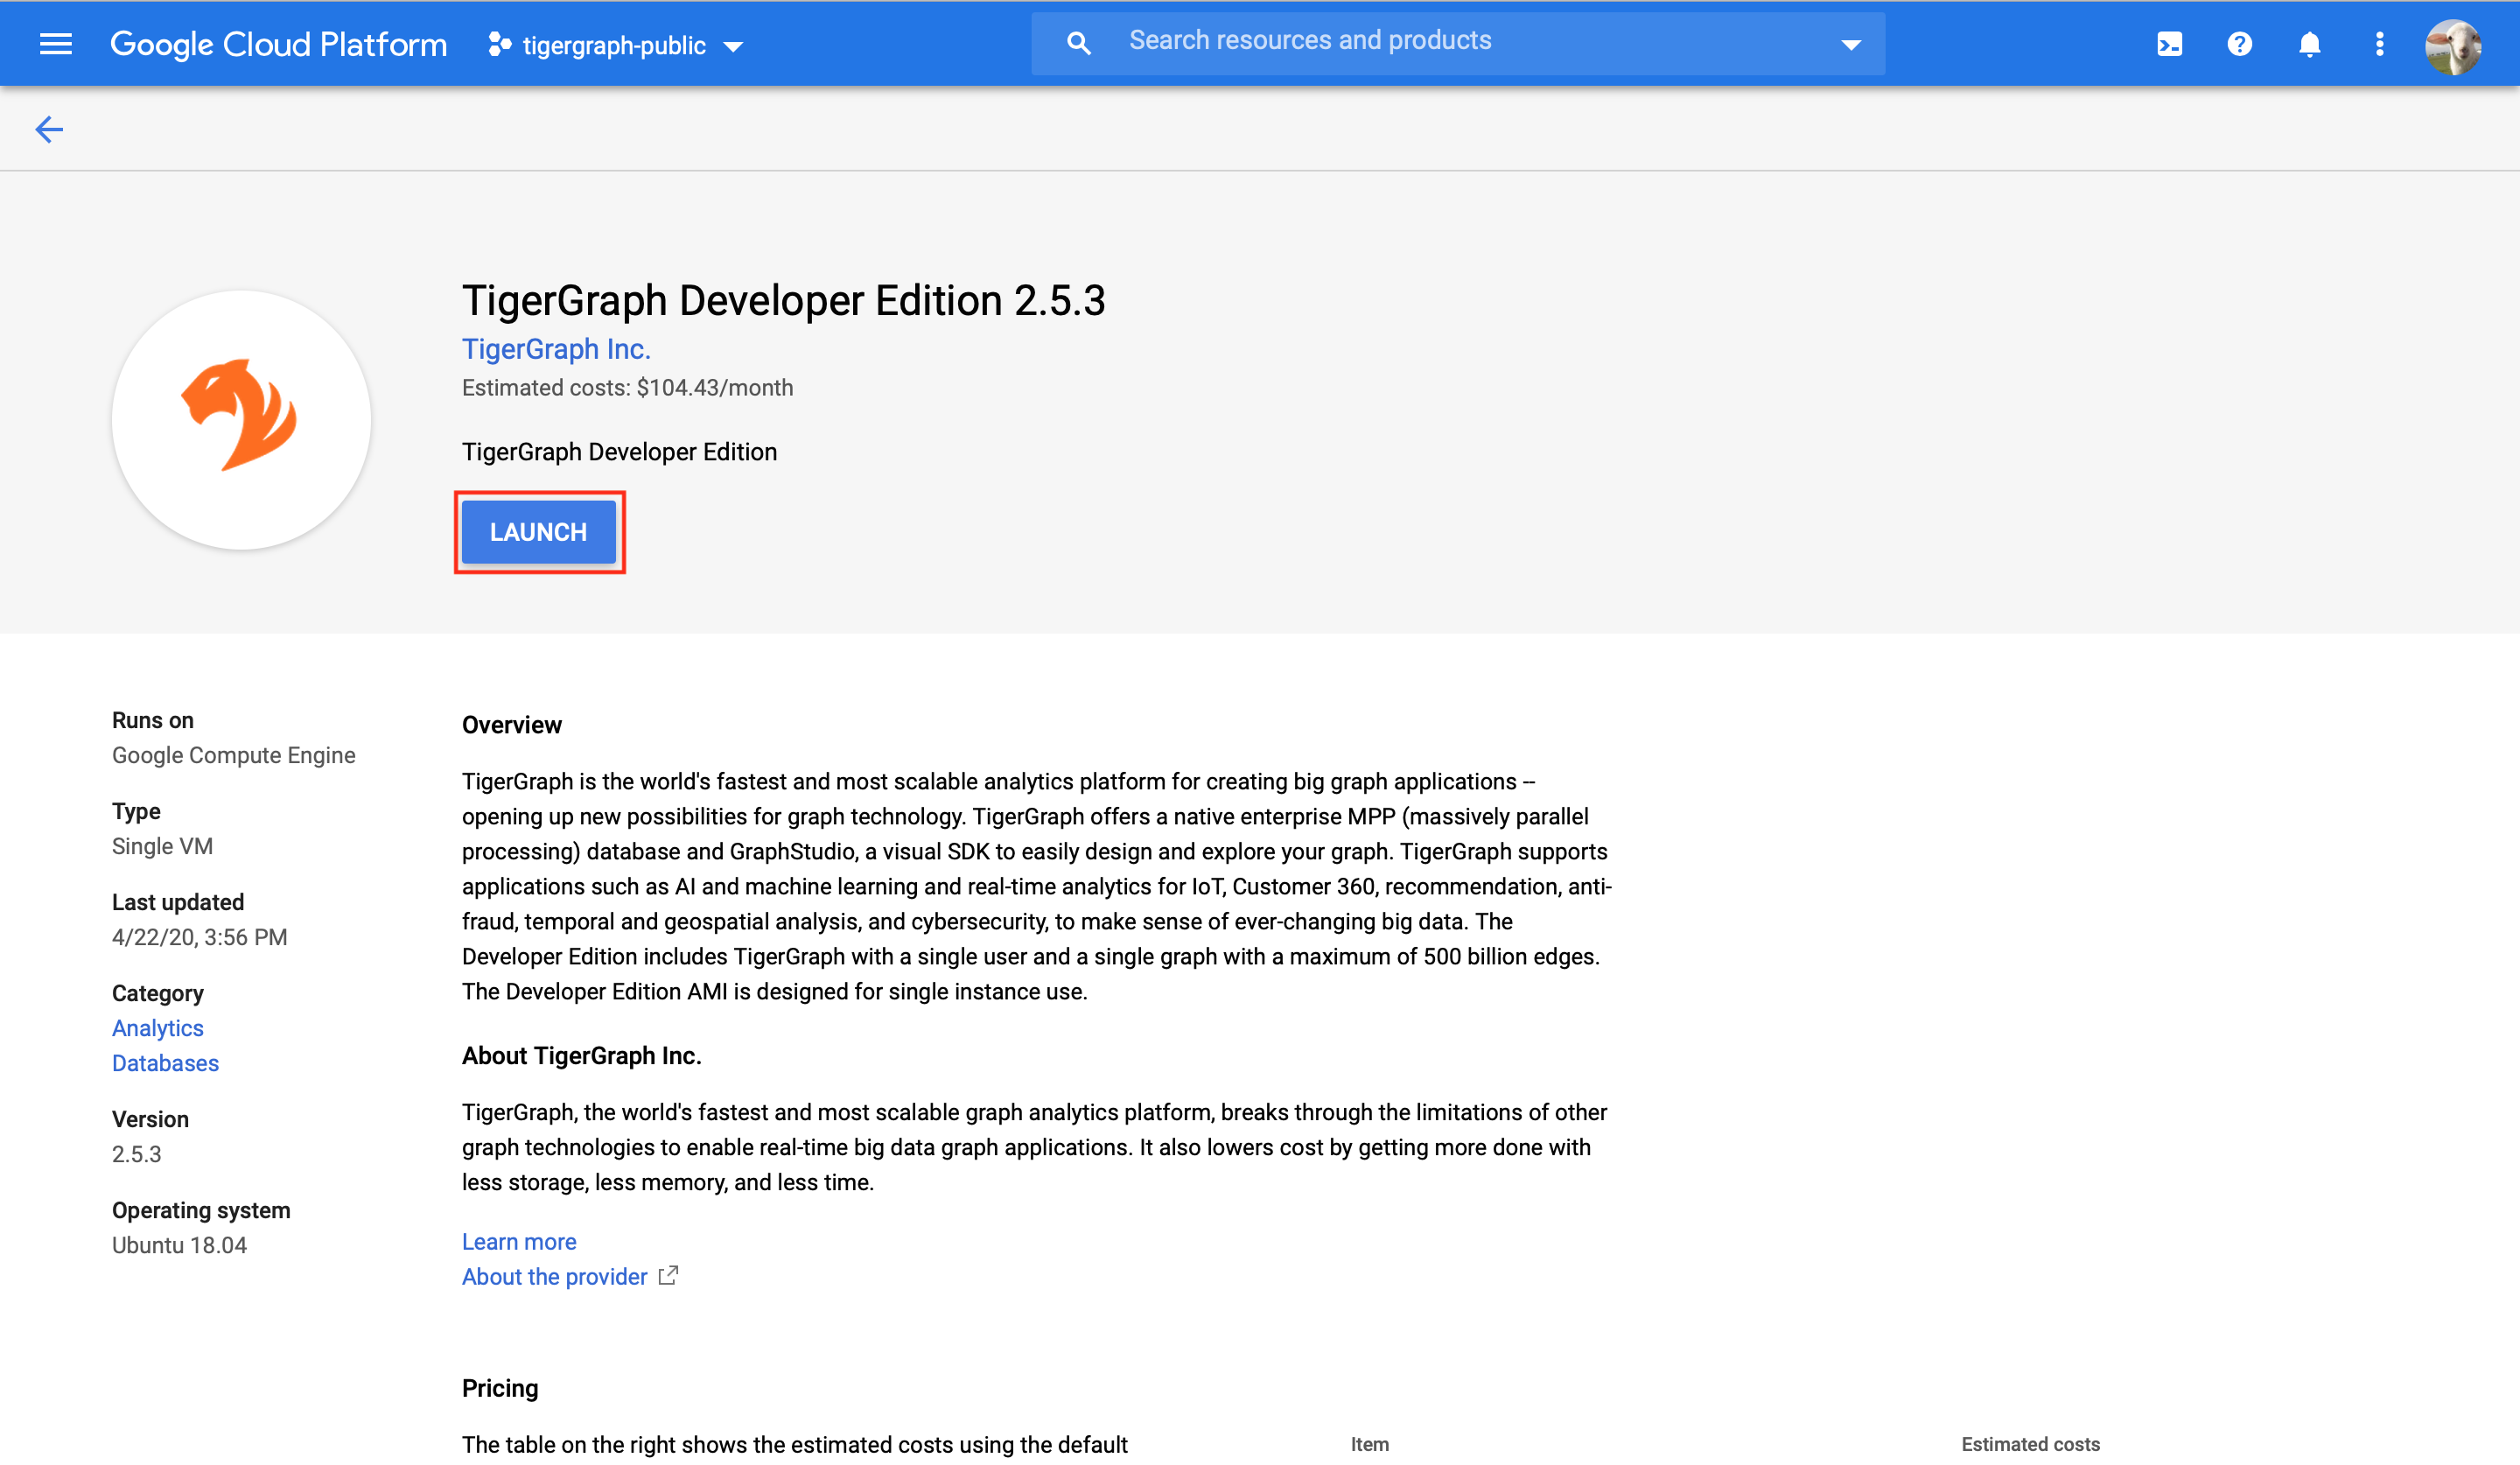 Google Cloud Platform
tigergraph-public
Search resources and products
TigerGraph Developer Edition 2.5.3
TigerGraph Inc.
Estimated costs: $104.43/month
TigerGraph Developer Edition
LAUNCH
Runs on
Google Compute Engine
Type
Single VM
Last updated
4/22/20, 3:56 PM
Category
Analytics
Databases
Version
2.5.3
Operating system
Ubuntu 18.04
Overview
TigerGraph is the world's fastest and most scalable analytics platform for creating big graph applications --
opening up new possibilities for graph technology. TigerGraph offers a native enterprise MPP (massively parallel
processing) database and GraphStudio, a visual SDK to easily design and explore your graph. TigerGraph supports
applications such as AI and machine learning and real-time analytics for IoT, Customer 360, recommendation, anti-
fraud, temporal and geospatial analysis, and cybersecurity, to make sense of ever-changing big data. The
Developer Edition includes TigerGraph with a single user and a single graph with a maximum of 500 billion edges.
The Developer Edition AMI is designed for single instance use.
About TigerGraph Inc.
TigerGraph, the world's fastest and most scalable graph analytics platform, breaks through the limitations of other
graph technologies to enable real-time big data graph applications. It also lowers cost by getting more done with
less storage, less memory, and less time.
Learn more
About the provider
Pricing
The table on the right shows the estimated costs using the default
Item
Estimated costs